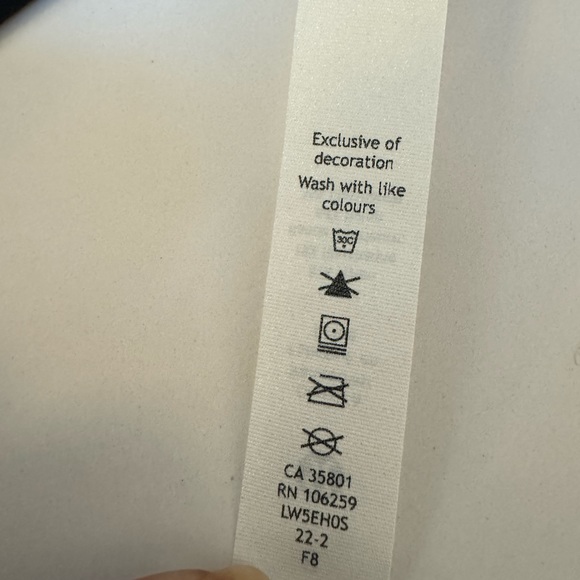 Exclusive of
decoration
Wash with like
colours
30C
CA 35801
RN 106259
LW5EH0S
22-2
F8